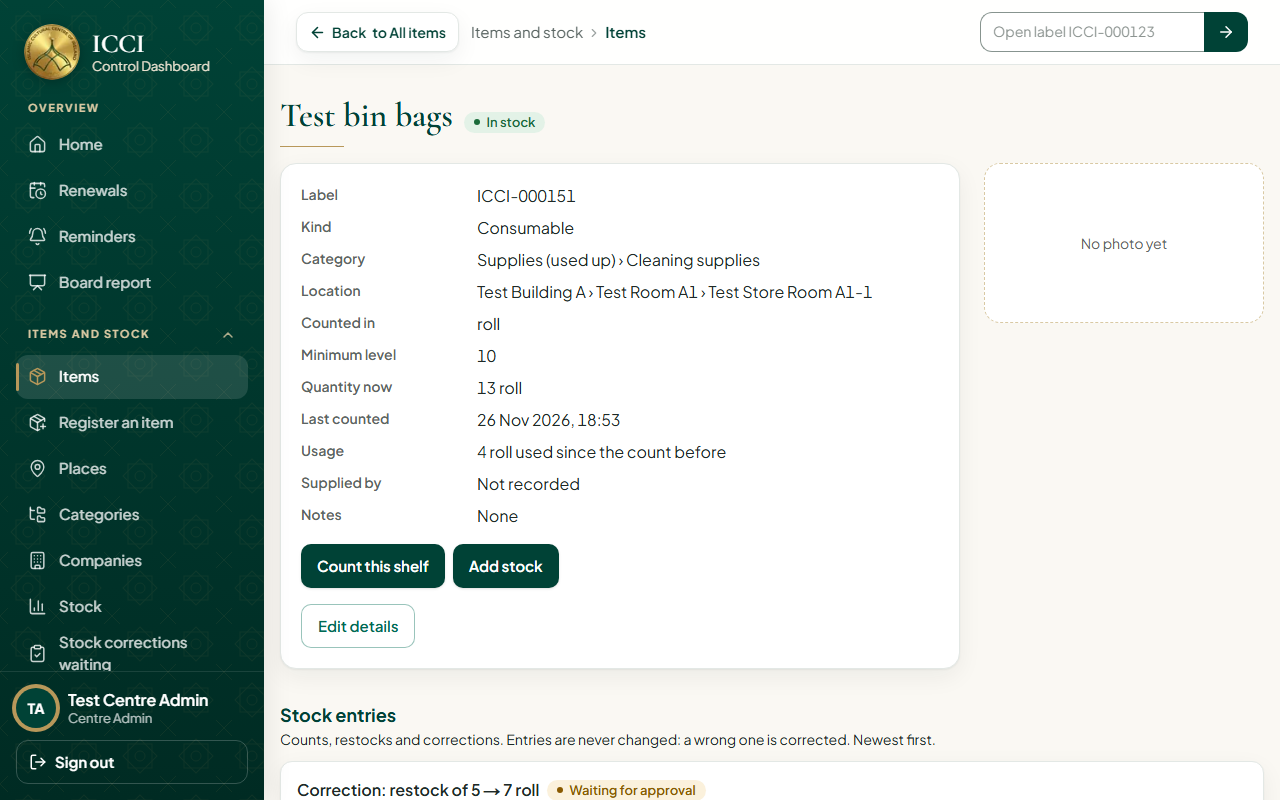 ICCI
Control Dashboard
OVERVIEW
Home
Renewals
Reminders
Board report
ITEMS AND STOCK
Items
Register an item
Places
Categories
Companies
Stock
Stock corrections
waiting
TA
Test Centre Admin
Centre Admin
Sign out
Back to All items
Items and stock › Items
Open label ICCI-000123
Test bin bags
In stock
Label ICCI-000151
Kind Consumable
Category Supplies (used up) › Cleaning supplies
Location Test Building A › Test Room A1 › Test Store Room A1-1
Counted in roll
Minimum level 10
Quantity now 13 roll
Last counted 26 Nov 2026, 18:53
Usage 4 roll used since the count before
Supplied by Not recorded
Notes None
Count this shelf
Add stock
Edit details
No photo yet
Stock entries
Counts, restocks and corrections. Entries are never changed: a wrong one is corrected. Newest first.
Correction: restock of 5 → 7 roll
Waiting for approval